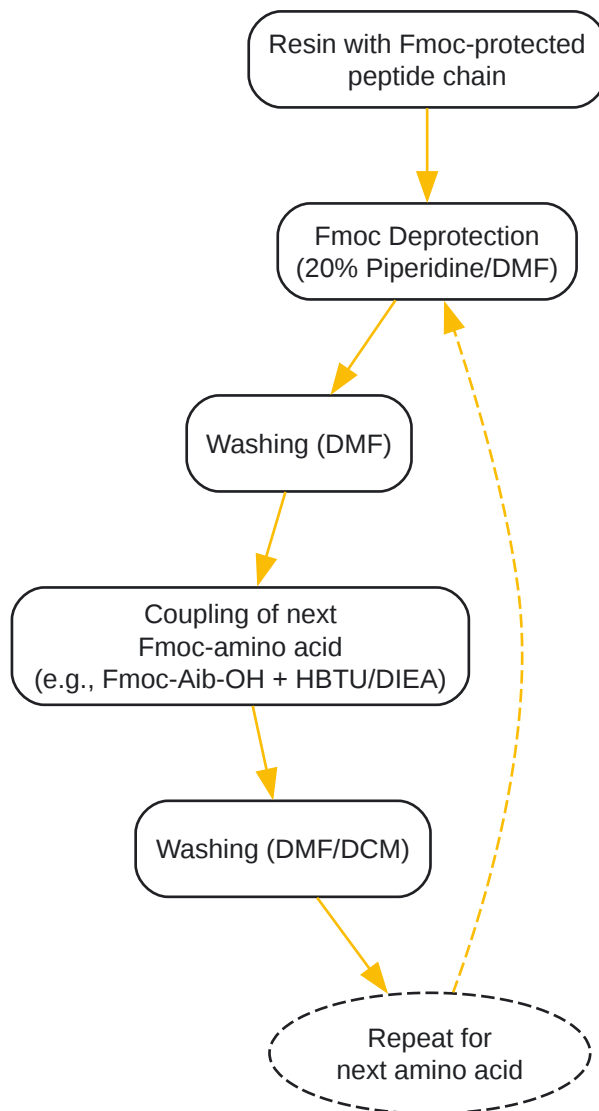 Resin with Fmoc-protected
peptide chain
Fmoc Deprotection
(20% Piperidine/DMF)
Washing (DMF)
Coupling of next
Fmoc-amino acid
(e.g., Fmoc-Aib-OH + HBTU/DIEA)
Washing (DMF/DCM)
Repeat for
next amino acid